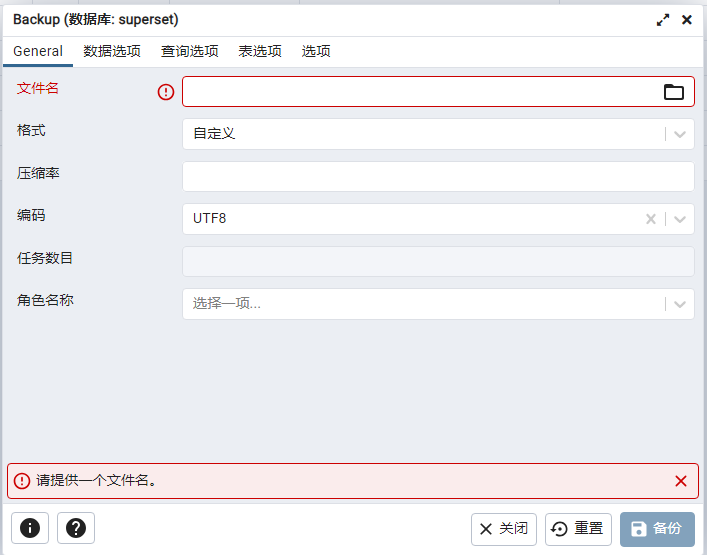 Backup (数据库: superset)
General 数据选项 查询选项 表选项 选项
文件名
格式 自定义
压缩率
编码 UTF8
任务数目
角色名称 选择一项...
请提供一个文件名。
关闭 重置 备份